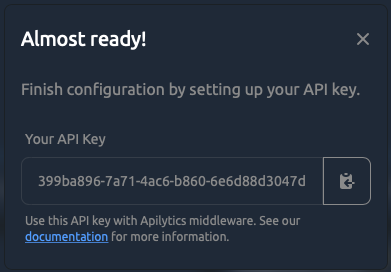 Almost ready!
Finish configuration by setting up your API key.
Your API Key
399ba896-7a71-4ac6-b860-6e6d88d3047d
Use this API key with Apilytics middleware. See our
documentation for more information.